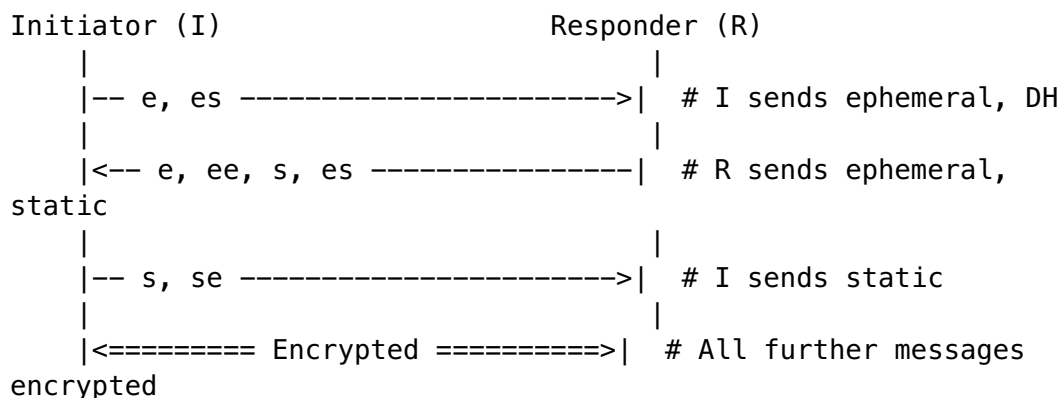 Initiator (I)                    Responder (R)
    |                                  |
    |-- e, es ----------------------->|  # I sends ephemeral, DH
    |                                  |
    |<-- e, ee, s, es ----------------|  # R sends ephemeral,
static
    |                                  |
    |-- s, se ----------------------->|  # I sends static
    |                                  |
    |<========= Encrypted ==========>|  # All further messages
encrypted